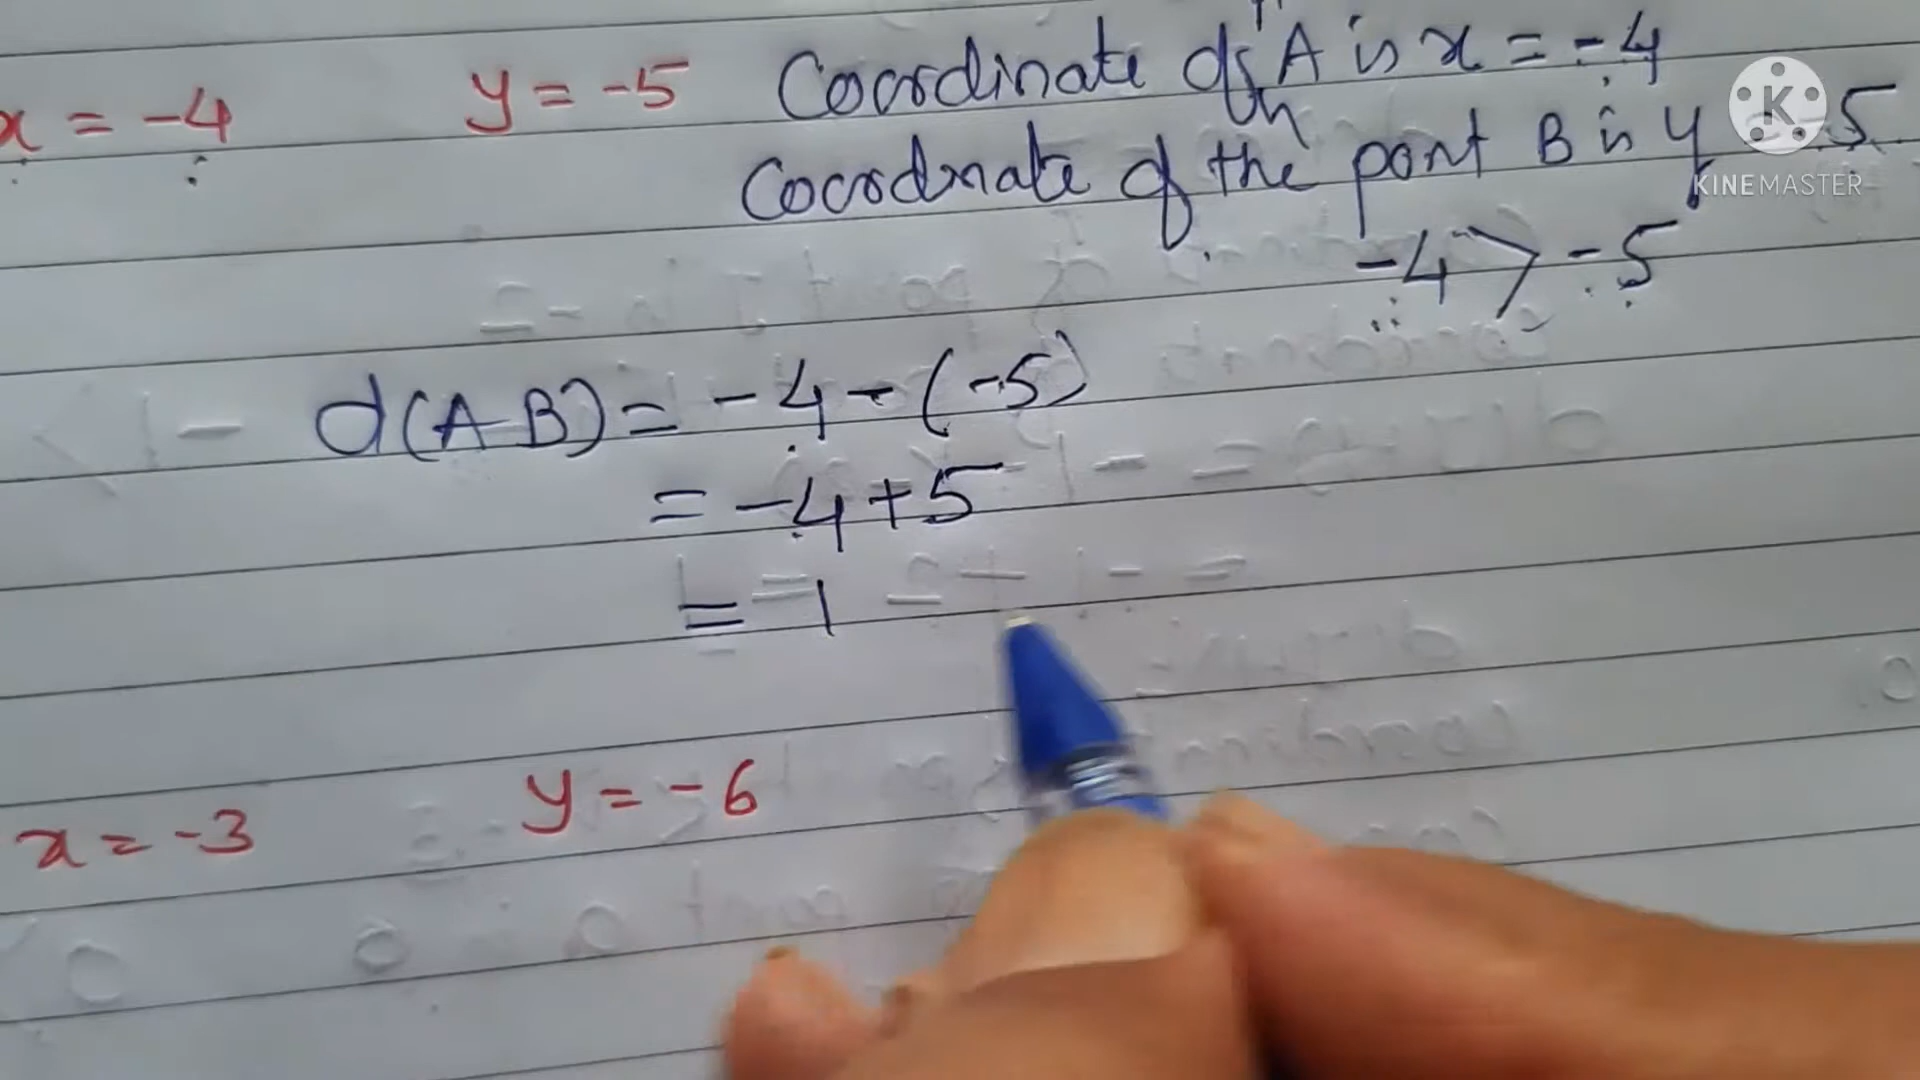 x = -4 y = -5 Coordinate of A is x = -4
Coordinate of the point B is y 5
KINEMASTER
-4 > -5
d(A B) = -4 - (-5)
= -4 + 5
= 1
x = -3 y = -6